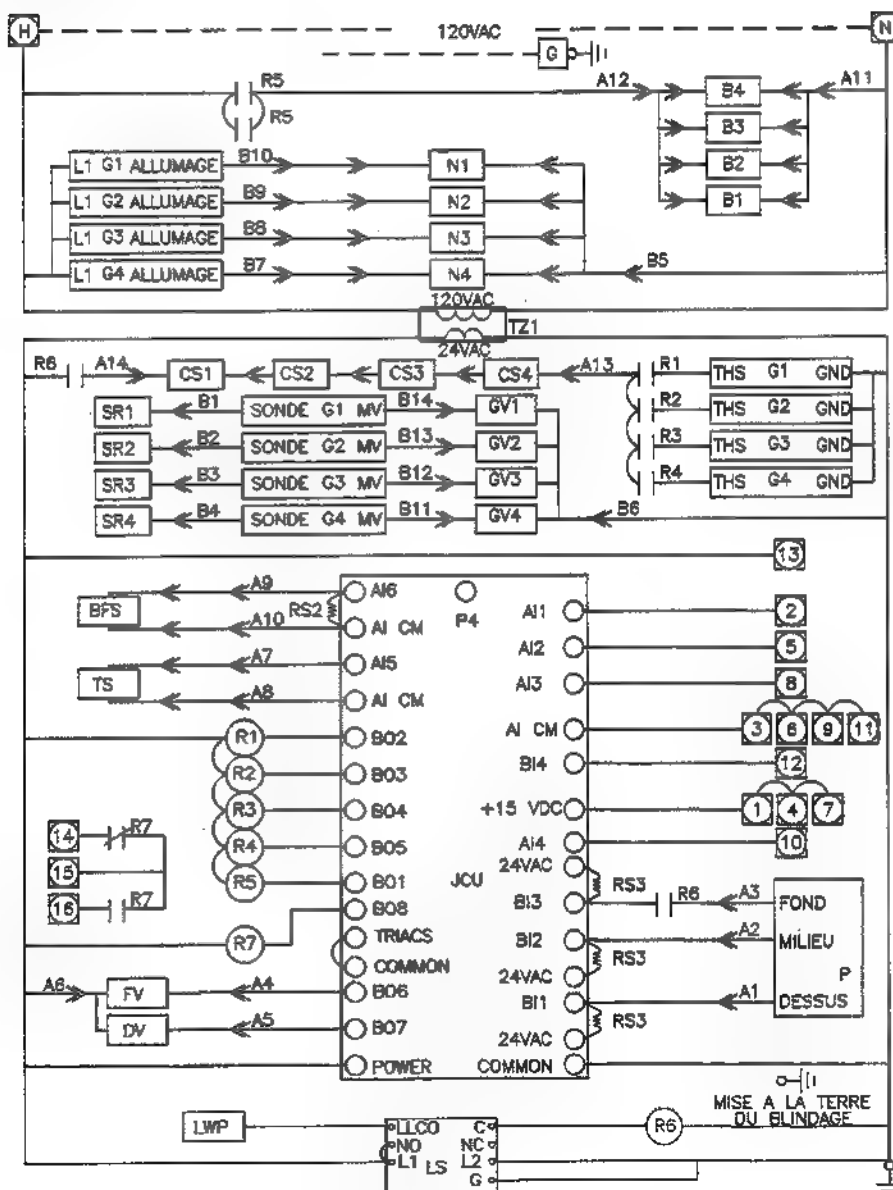 H 120VAC N
G
R5 A12 B4 A11
R5 B3
L1 G1 ALLUMAGE B10 N1 B2
L1 G2 ALLUMAGE B9 N2 B1
L1 G3 ALLUMAGE B8 N3
L1 G4 ALLUMAGE B7 N4 B5
120VAC
TZ1
24VAC
R6 A14 CS1 CS2 CS3 CS4 A13 R1 THS G1 GND
SR1 B1 SONDE G1 MV B14 GV1 R2 THS G2 GND
SR2 B2 SONDE G2 MV B13 GV2 R3 THS G3 GND
SR3 B3 SONDE G3 MV B12 GV3 R4 THS G4 GND
SR4 B4 SONDE G4 MV B11 GV4 B6
13
BFS A9 RS2 AI6 P4 AI1 2
A10 AI CM AI2 5
TS A7 AI5 AI3 8
A8 AI CM AI CM 3 6 9 11
R1 BO2 BI4 12
R2 BO3 +15 VDC 1 4 7
R3 BO4 AI4 10
14 R7 R4 BO5 24VAC
15 R5 BO1 JCU RS3
16 R7 BO8 BI3 R6 A3 FOND
R7 TRIACS BI2 A2 MILIEU
COMMON 24VAC RS3 P
A6 FV A4 BO6 BI1 A1 DESSUS
DV A5 BO7 24VAC RS3
POWER COMMON
MISE A LA TERRE
DU BLINDAGE
LWP LLCO C R6
NO NC
L1 LS L2
G